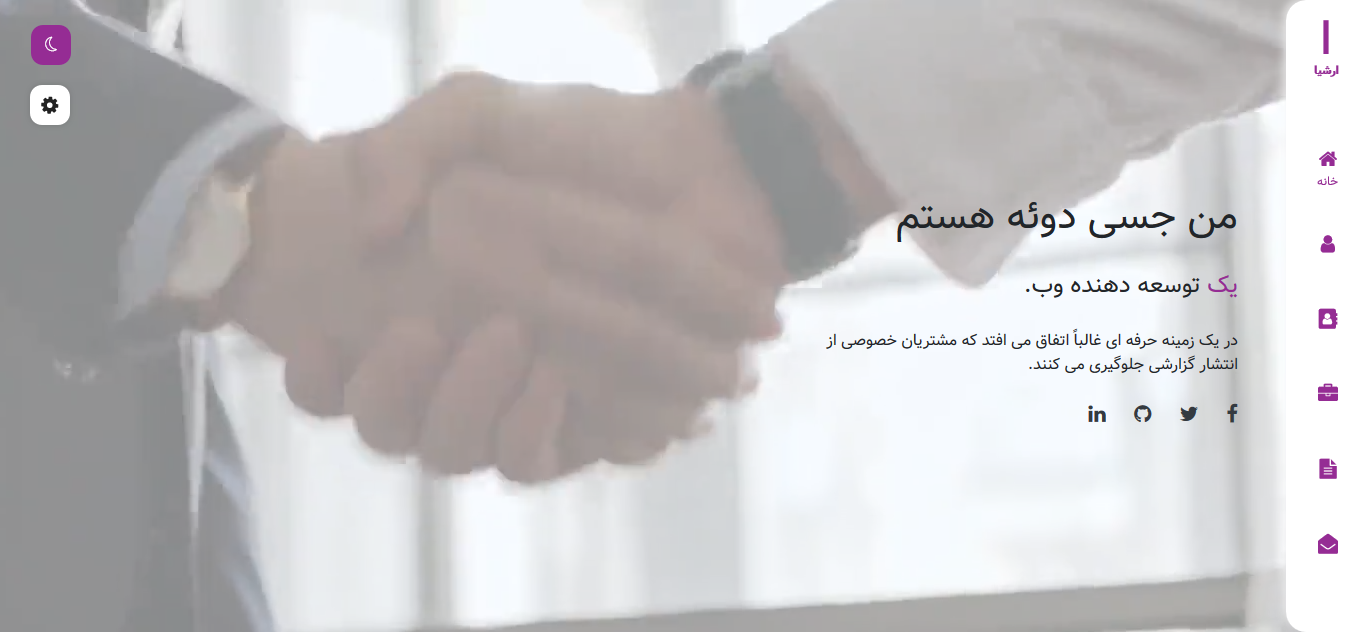 ا
ارشیا
خانه
من جسی دوئه هستم
یک توسعه دهنده وب.
در یک زمینه حرفه ای غالباً اتفاق می افتد که مشتریان خصوصی از
انتشار گزارشی جلوگیری می کنند.